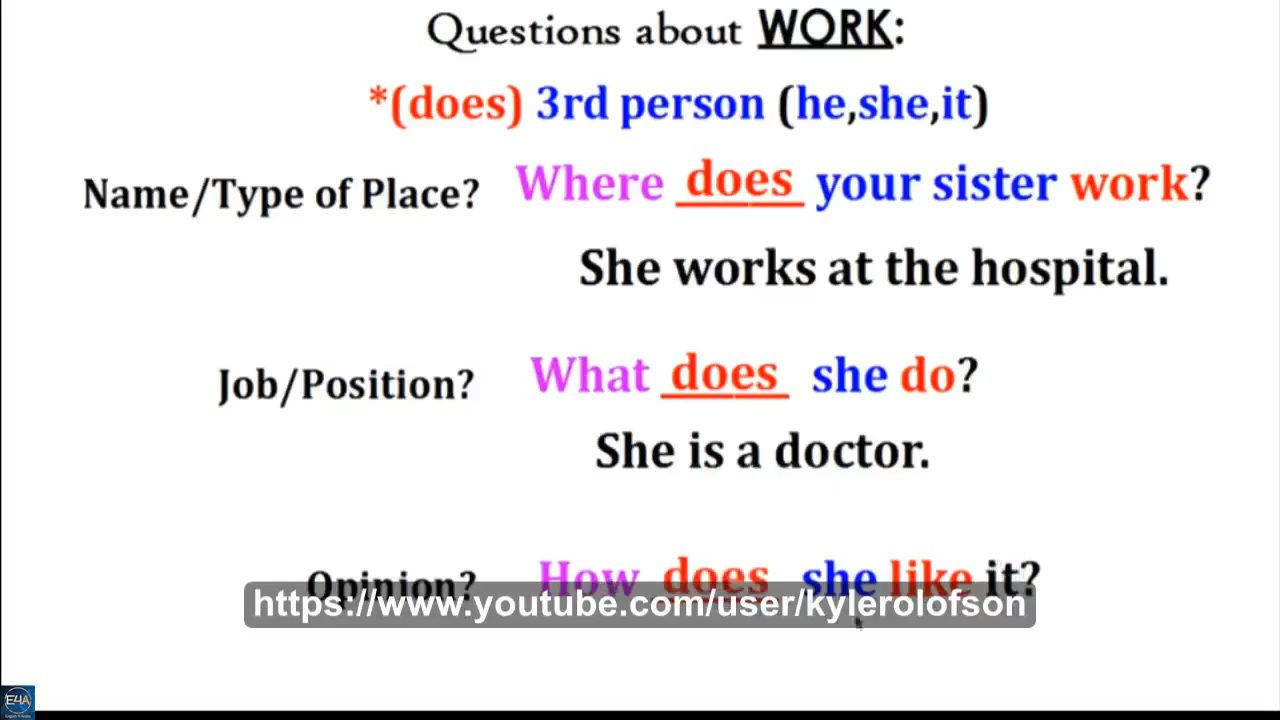 Questions about WORK:
*(does) 3rd person (he,she,it)
Name/Type of Place? Where does your sister work?
She works at the hospital.
Job/Position? What does she do?
She is a doctor.
Opinion? How does she like it?
https://www.youtube.com/user/kylerolofson
E4A